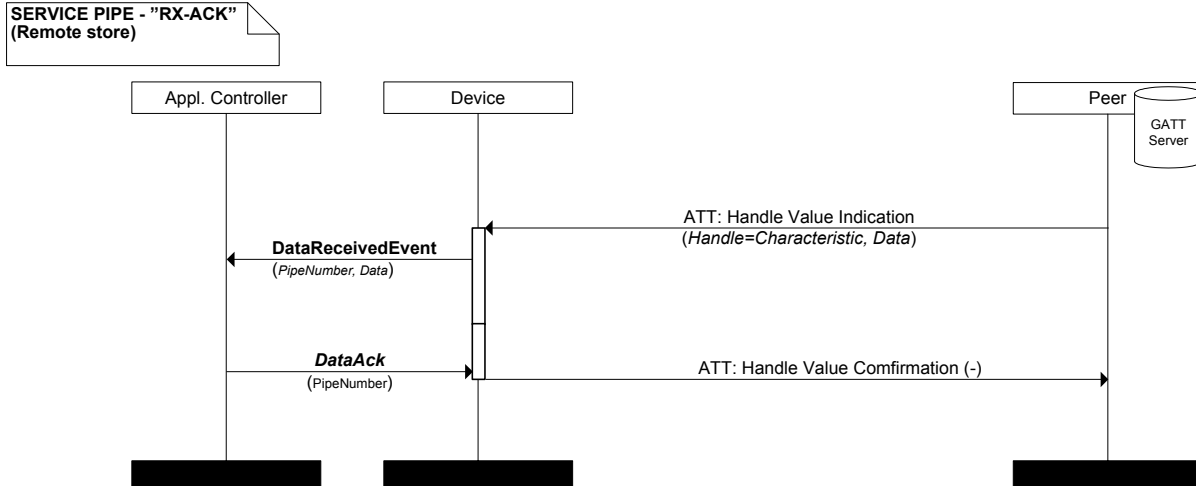 SERVICE PIPE - ”RX-ACK”
(Remote store)
Appl. Controller
Device
Peer
GATT
Server
ATT: Handle Value Indication
(Handle=Characteristic, Data)
DataReceivedEvent
(PipeNumber, Data)
DataAck
(PipeNumber)
ATT: Handle Value Comfirmation (-)